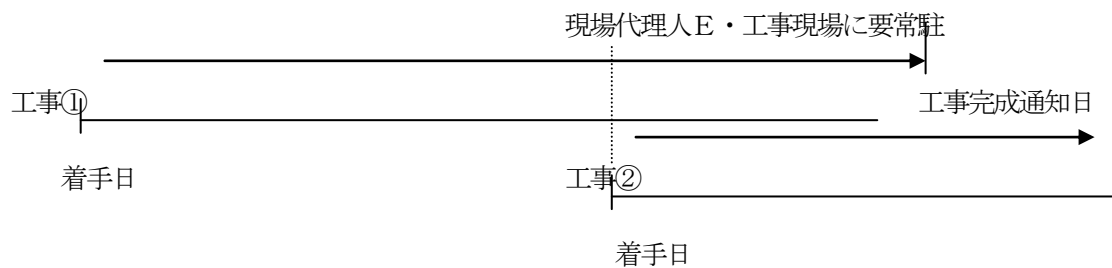 現場代理人E・工事現場に要常駐
工事①
工事完成通知日
着手日
工事②
着手日